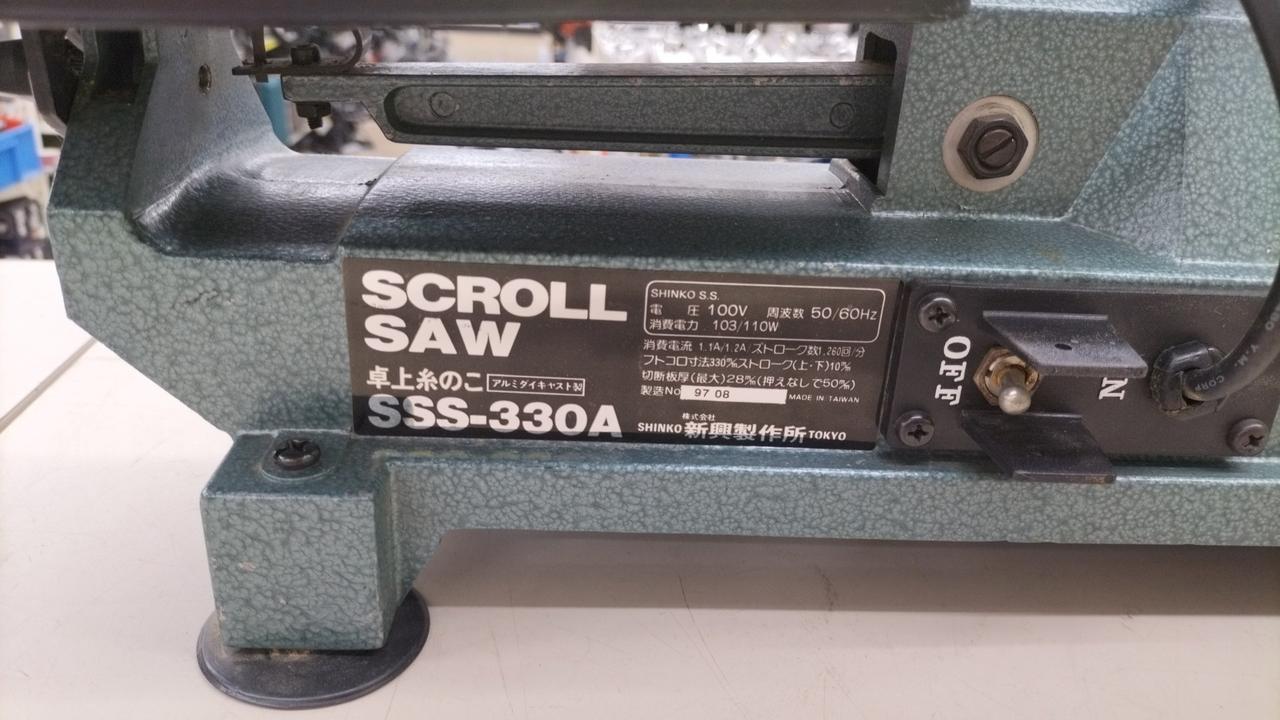 SCROLL
SAW
卓上糸のこ アルミダイキャスト製
SSS-330A
SHINKO S.S.
電 圧 100V 周波数 50/60Hz
消費電力 103/110W
消費電流 1.1A/1.2A/ストローク数1,260回/分
フトコロ寸法330%ストローク(上・下)10%
切断板厚(最大)28%(押えなしで50%)
製造No 97 08 MADE IN TAIWAN
株式会社
SHINKO 新興製作所 TOKYO
OFF
N
CORP